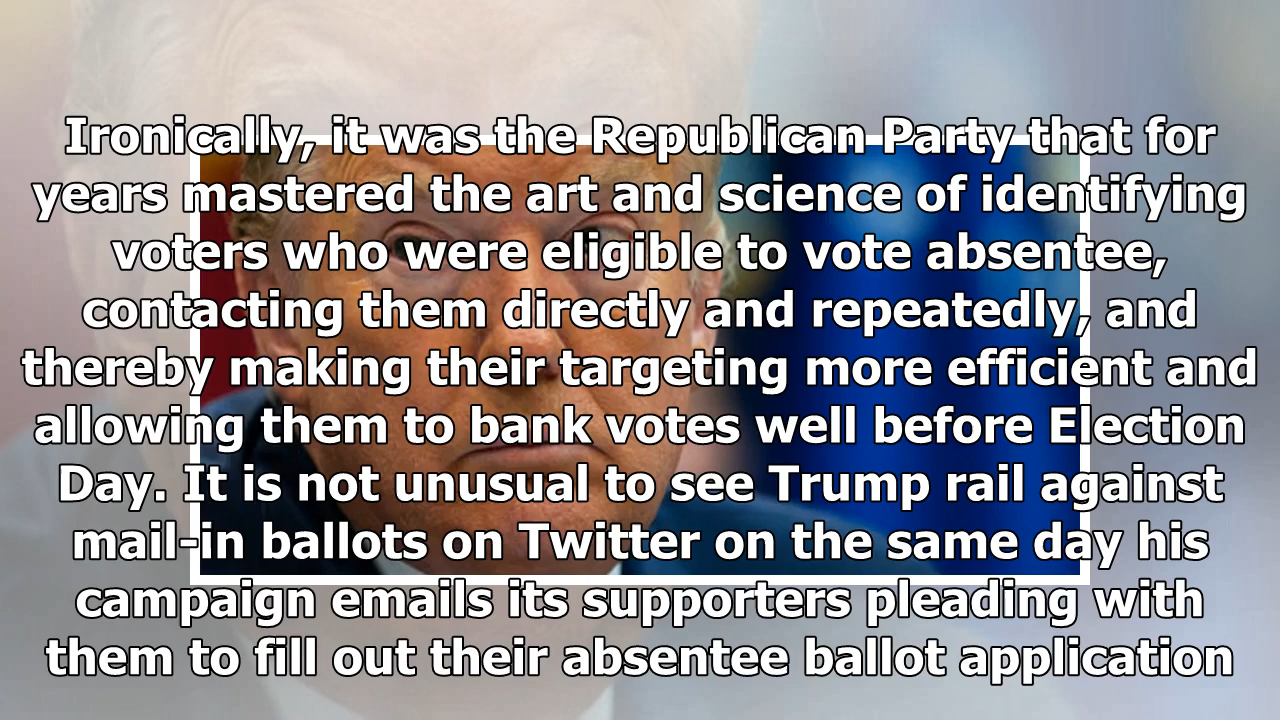 Ironically, it was the Republican Party that for
years mastered the art and science of identifying
voters who were eligible to vote absentee,
contacting them directly and repeatedly, and
thereby making their targeting more efficient and
allowing them to bank votes well before Election
Day. It is not unusual to see Trump rail against
mail-in ballots on Twitter on the same day his
campaign emails its supporters pleading with
them to fill out their absentee ballot application